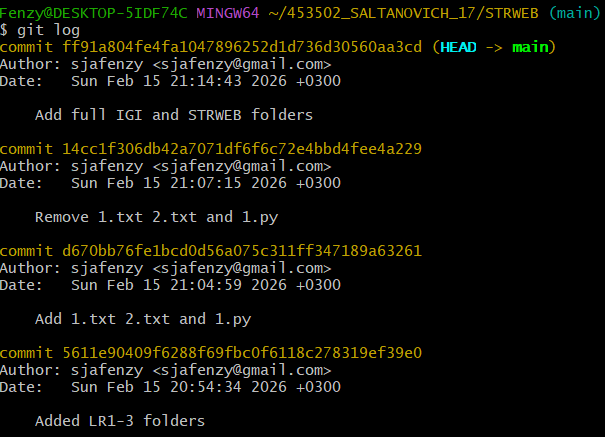 Fenzy@DESKTOP-5IDF74C MINGW64 ~/453502_SALTANOVICH_17/STRWEB (main)
$ git log
commit ff91a804fe4fa1047896252d1d736d30560aa3cd (HEAD -> main)
Author: sjafenzy <sjafenzy@gmail.com>
Date:   Sun Feb 15 21:14:43 2026 +0300
    Add full IGI and STRWEB folders
commit 14cc1f306db42a7071df6f6c72e4bbd4fee4a229
Author: sjafenzy <sjafenzy@gmail.com>
Date:   Sun Feb 15 21:07:15 2026 +0300
    Remove 1.txt 2.txt and 1.py
commit d670bb76fe1bcd0d56a075c311ff347189a63261
Author: sjafenzy <sjafenzy@gmail.com>
Date:   Sun Feb 15 21:04:59 2026 +0300
    Add 1.txt 2.txt and 1.py
commit 5611e90409f6288f69fbc0f6118c278319ef39e0
Author: sjafenzy <sjafenzy@gmail.com>
Date:   Sun Feb 15 20:54:34 2026 +0300
    Added LR1-3 folders